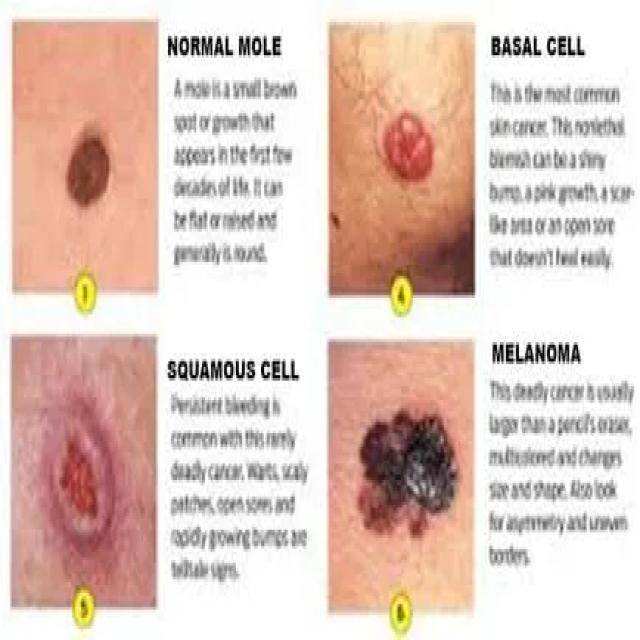 NORMAL MOLE
A mole is a small brown
spot or growth that
appears in the first few
decades of life. It can
be flat or raised and
generally is round.
1
BASAL CELL
This is the most common
skin cancer. This nonlethal
blemish can be a shiny
bump, a pink growth, a scar-
like area or an open sore
that doesn't heal easily.
4
SQUAMOUS CELL
Persistent bleeding is
common with this rarely
deadly cancer. Warts, scaly
patches, open sores and
rapidly growing bumps are
telltale signs.
5
MELANOMA
This deadly cancer is usually
larger than a pencil's eraser,
multicolored and changes
size and shape. Also look
for asymmetry and uneven
borders.
6